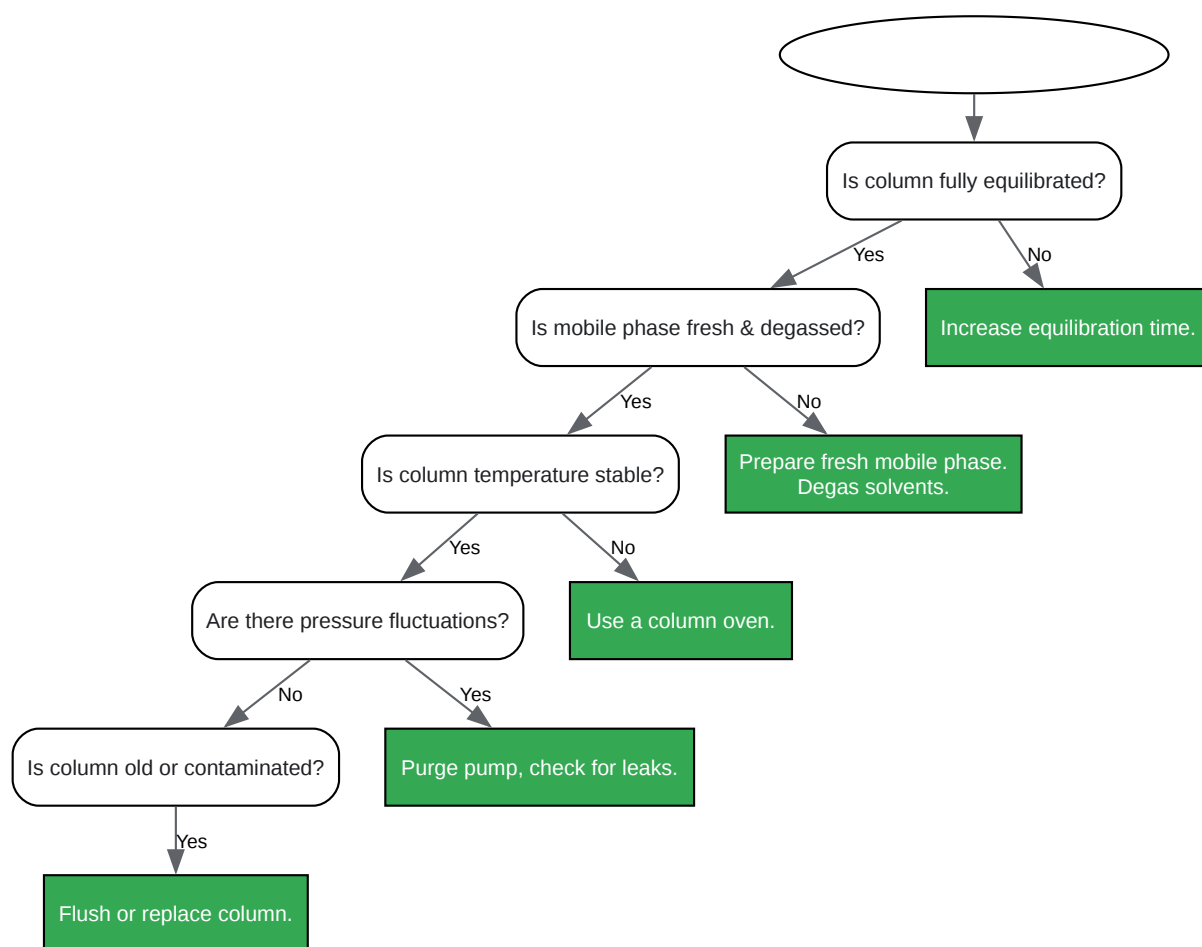 Is column fully equilibrated?
Yes
No
Is mobile phase fresh & degassed?
Increase equilibration time.
Yes
No
Is column temperature stable?
Prepare fresh mobile phase.
Degas solvents.
Yes
No
Are there pressure fluctuations?
Use a column oven.
No
Yes
Is column old or contaminated?
Purge pump, check for leaks.
Yes
Flush or replace column.